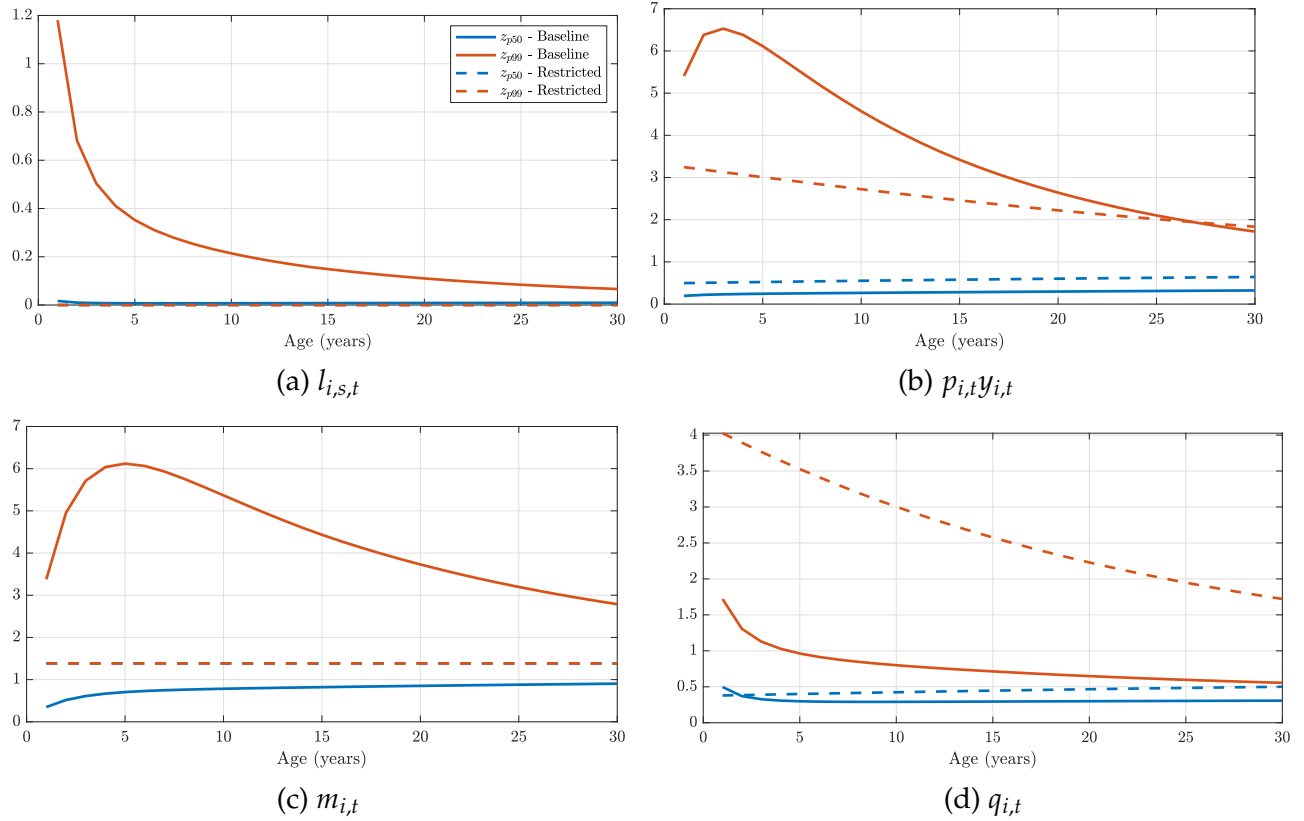 1.2
1
0.8
0.6
0.4
0.2
0
0 5 10 15 20 25 30
Age (years)
z_{p50} - Baseline
z_{p99} - Baseline
z_{p50} - Restricted
z_{p99} - Restricted
(a) l_{i,s,t}
7
6
5
4
3
2
1
0
0 5 10 15 20 25 30
Age (years)
(b) p_{i,t}y_{i,t}
7
6
5
4
3
2
1
0
0 5 10 15 20 25 30
Age (years)
(c) m_{i,t}
4
3.5
3
2.5
2
1.5
1
0.5
0
0 5 10 15 20 25 30
Age (years)
(d) q_{i,t}